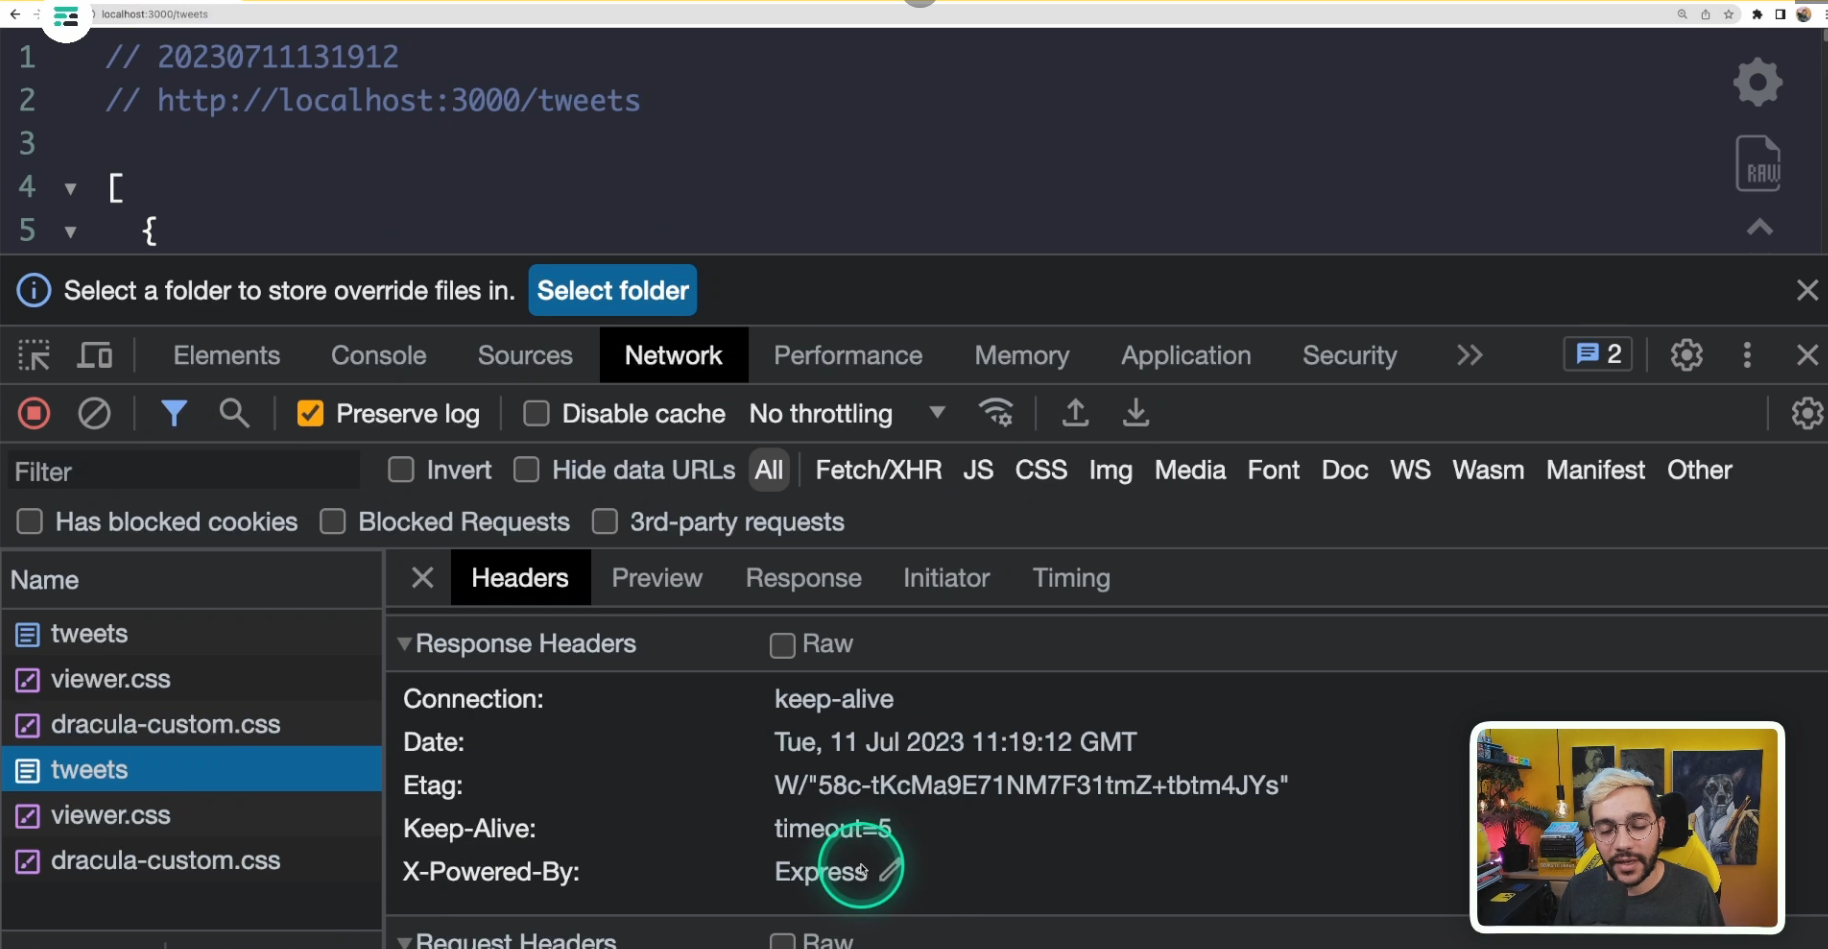 localhost:3000/tweets
1 // 20230711131912
2 // http://localhost:3000/tweets
3
4 [
5 {
RAW
Select a folder to store override files in. Select folder
Elements Console Sources Network Performance Memory Application Security 2
Preserve log Disable cache No throttling
Filter Invert Hide data URLs All Fetch/XHR JS CSS Img Media Font Doc WS Wasm Manifest Other
Has blocked cookies Blocked Requests 3rd-party requests
Name Headers Preview Response Initiator Timing
tweets
viewer.css
dracula-custom.css
tweets
viewer.css
dracula-custom.css
Response Headers Raw
Connection: keep-alive
Date: Tue, 11 Jul 2023 11:19:12 GMT
Etag: W/"58c-tKcMa9E71NM7F31tmZ+tbtm4JYs"
Keep-Alive: timeout=5
X-Powered-By: Express
Request Headers Raw